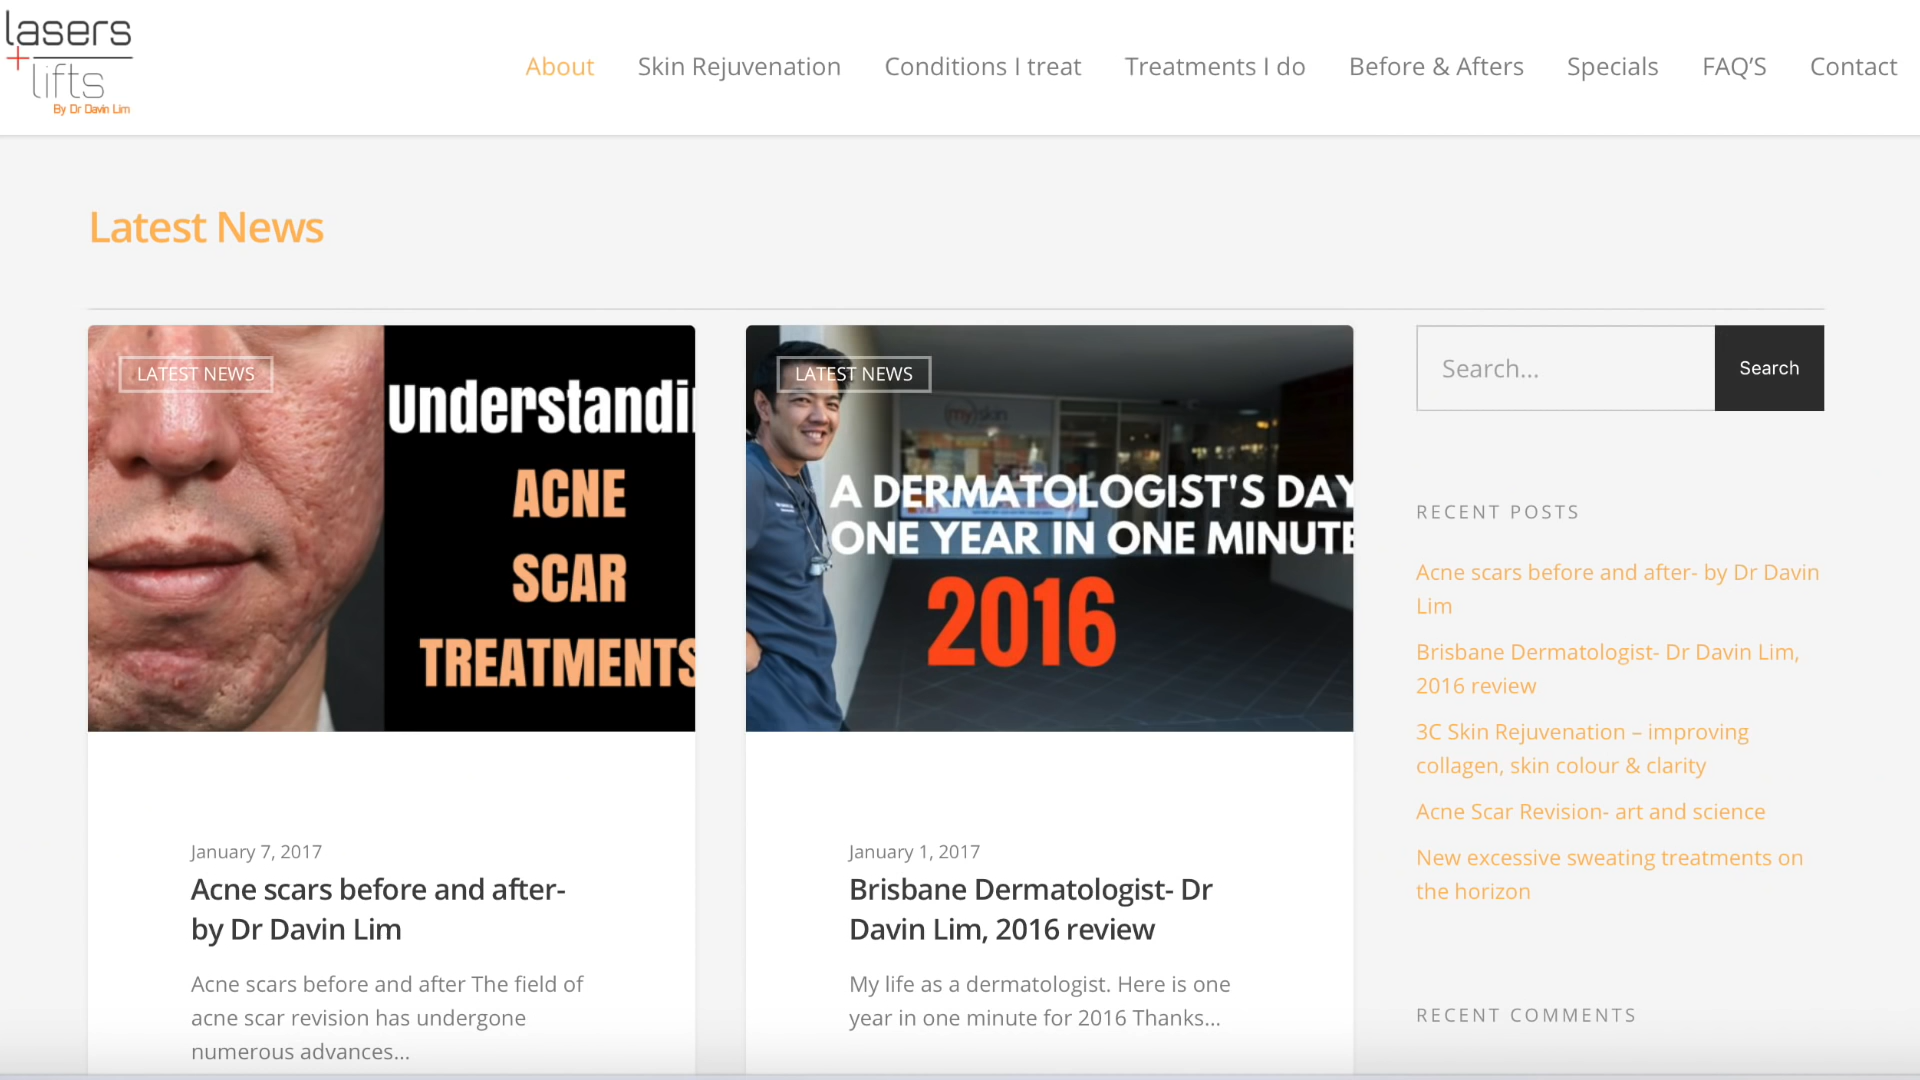 lasers
+
lifts
By Dr Davin Lim
About Skin Rejuvenation Conditions I treat Treatments I do Before & Afters Specials FAQ'S Contact
Latest News
LATEST NEWS
Understandi
ACNE
SCAR
TREATMENTS
January 7, 2017
Acne scars before and after-
by Dr Davin Lim
Acne scars before and after The field of
acne scar revision has undergone
numerous advances...
LATEST NEWS
(my)skin
A DERMATOLOGIST'S DAY
ONE YEAR IN ONE MINUTE
2016
January 1, 2017
Brisbane Dermatologist- Dr
Davin Lim, 2016 review
My life as a dermatologist. Here is one
year in one minute for 2016 Thanks...
Search...
Search
RECENT POSTS
Acne scars before and after- by Dr Davin
Lim
Brisbane Dermatologist- Dr Davin Lim,
2016 review
3C Skin Rejuvenation – improving
collagen, skin colour & clarity
Acne Scar Revision- art and science
New excessive sweating treatments on
the horizon
RECENT COMMENTS